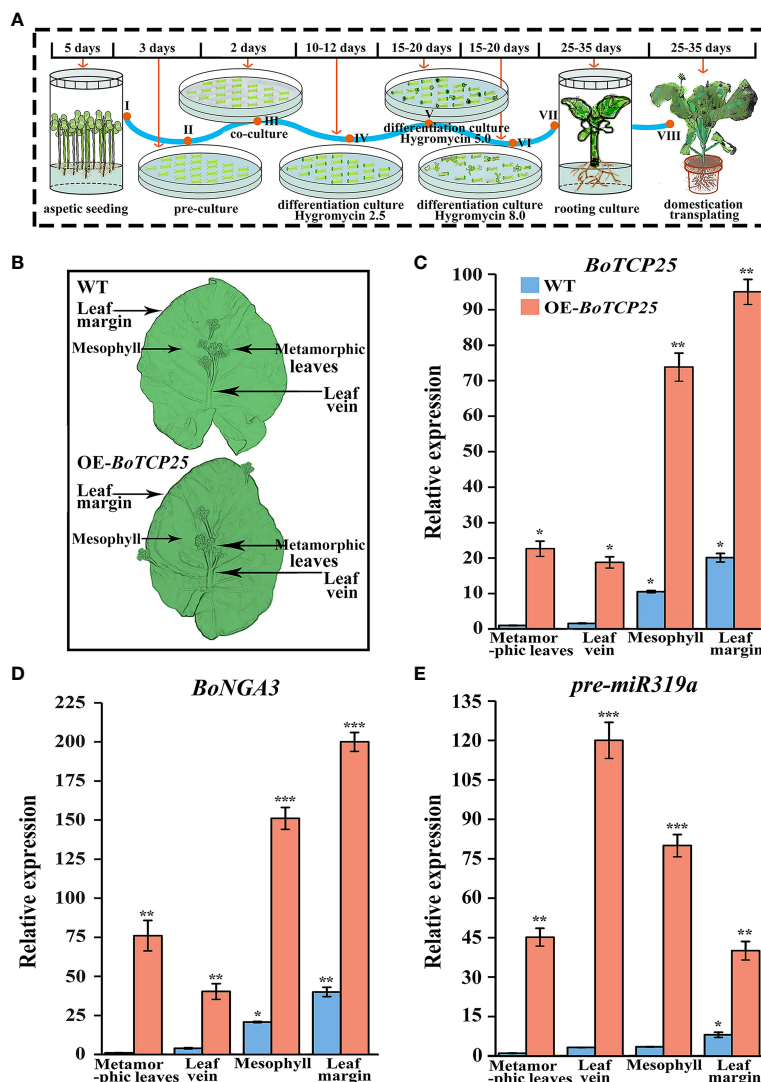 A
5 days 3 days 2 days 10-12 days 15-20 days 15-20 days 25-35 days 25-35 days
I
II
III
IV
V
VI
VII
VIII
aspetic seeding
pre-culture
co-culture
differentiation culture
Hygromycin 2.5
differentiation culture
Hygromycin 5.0
differentiation culture
Hygromycin 8.0
rooting culture
domestication
transplating
B
WT
Leaf
margin
Mesophyll
Metamorphic
leaves
Leaf
vein
OE-BoTCP25
Leaf
margin
Mesophyll
Metamorphic
leaves
Leaf
vein
C
BoTCP25
WT
OE-BoTCP25
Relative expression
100
90
80
70
60
50
40
30
20
10
0
* * * ** * **
Metamor
-phic leaves
Leaf
vein
Mesophyll
Leaf
margin
D
BoNGA3
Relative expression
225
200
175
150
125
100
75
50
25
0
** ** * *** ** ***
Metamor
-phic leaves
Leaf
vein
Mesophyll
Leaf
margin
E
pre-miR319a
Relative expression
135
120
105
90
75
60
45
30
15
0
** *** *** * **
Metamor
-phic leaves
Leaf
vein
Mesophyll
Leaf
margin